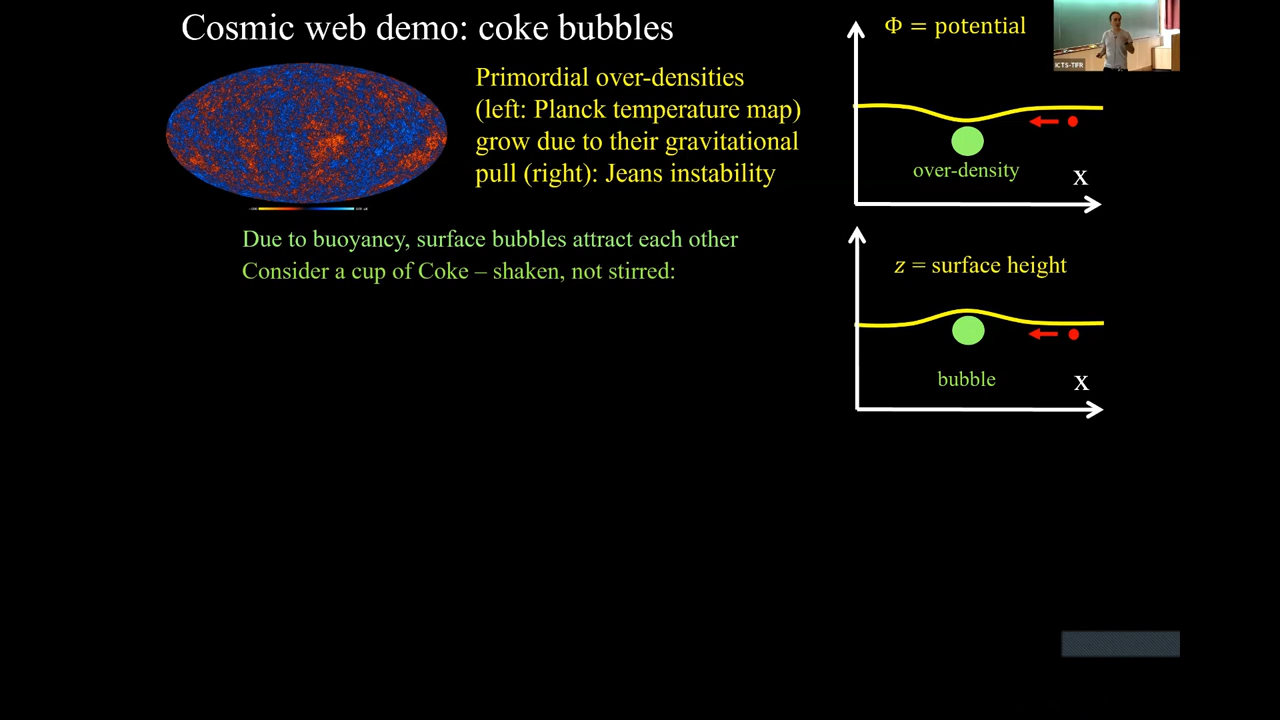 Cosmic web demo: coke bubbles
Primordial over-densities
(left: Planck temperature map)
grow due to their gravitational
pull (right): Jeans instability
Due to buoyancy, surface bubbles attract each other
Consider a cup of Coke – shaken, not stirred:
Φ = potential
over-density
x
z = surface height
bubble
x
ICTS-TIFR